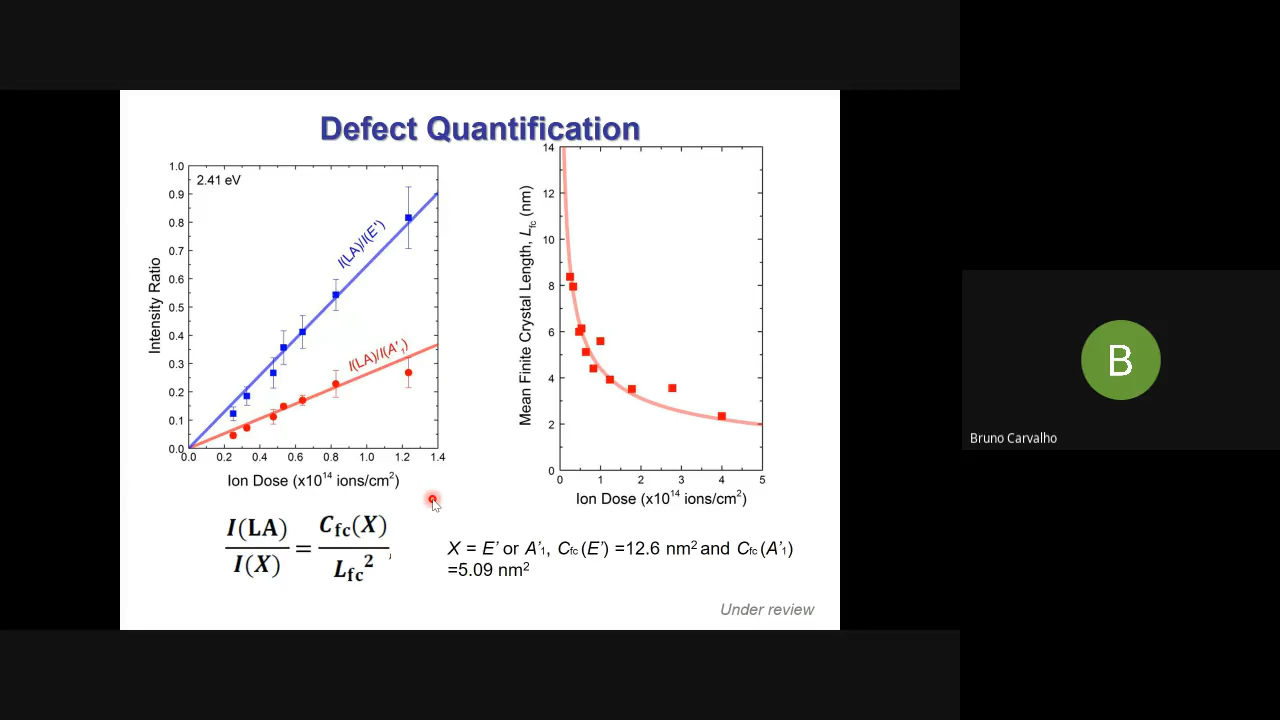 Defect Quantification
2.41 eV
1.0
0.9
0.8
0.7
0.6
0.5
0.4
0.3
0.2
0.1
0.0
Intensity Ratio
I(LA)/I(E')
I(LA)/I(A'₁)
0.0 0.2 0.4 0.6 0.8 1.0 1.2 1.4
Ion Dose (x10¹⁴ ions/cm²)
14
12
10
8
6
4
2
0
Mean Finite Crystal Length, L_fc (nm)
0 1 2 3 4 5
Ion Dose (x10¹⁴ ions/cm²)
I(LA)/I(X) = C_fc(X)/L_fc²,
X = E' or A'₁, C_fc (E') =12.6 nm² and C_fc (A'₁)
=5.09 nm²
Under review
B
Bruno Carvalho